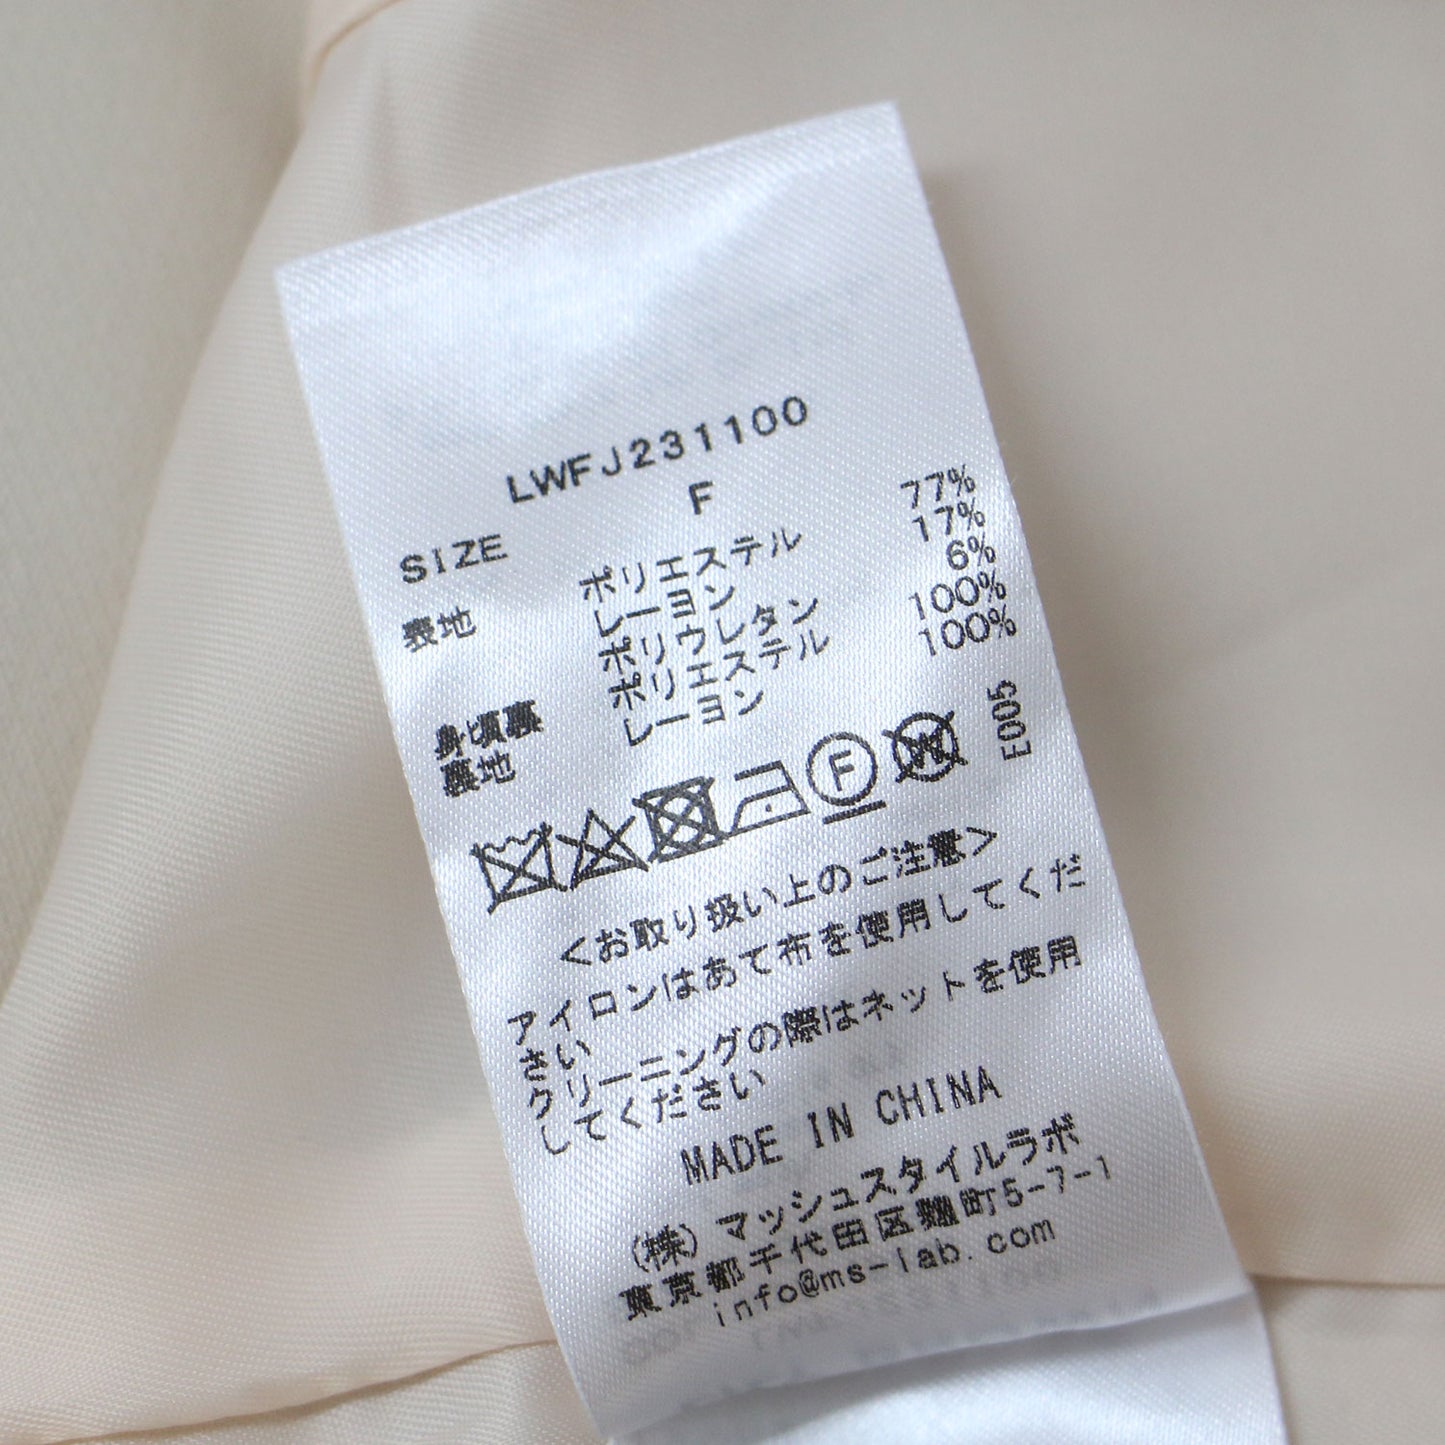 LWFJ231100
SIZE F
表地 ポリエステル 77%
レーヨン 17%
ポリウレタン 6%
身頃裏 ポリエステル 100%
裏地 レーヨン 100%
F W E005
<お取り扱い上のご注意>
アイロンはあて布を使用してくだ
さい
クリーニングの際はネットを使用
してください
MADE IN CHINA
(株)マッシュスタイルラボ
東京都千代田区麹町5-7-1
info@ms-lab.com